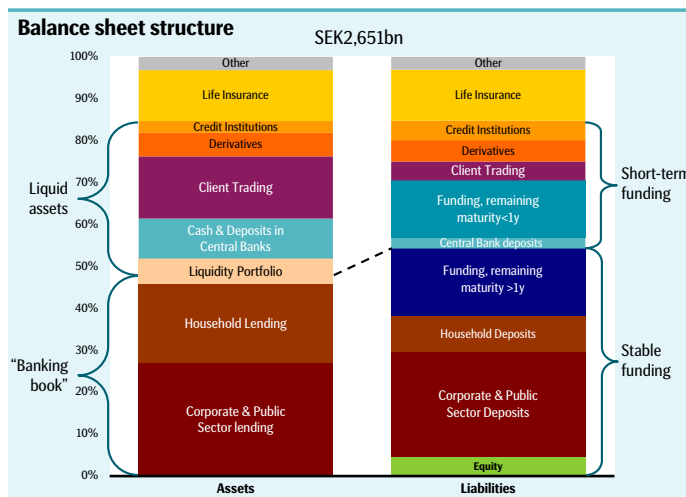 Balance sheet structure
SEK2,651bn
100%
90%
80%
70%
60%
50%
40%
30%
20%
10%
0%
Liquid
assets
"Banking
book"
Other
Life Insurance
Credit Institutions
Derivatives
Client Trading
Cash & Deposits in
Central Banks
Liquidity Portfolio
Household Lending
Corporate & Public
Sector lending
Assets
Other
Life Insurance
Credit Institutions
Derivatives
Client Trading
Funding, remaining
maturity<1y
Central Bank deposits
Funding, remaining
maturity >1y
Household Deposits
Corporate & Public
Sector Deposits
Equity
Liabilities
Short-term
funding
Stable
funding